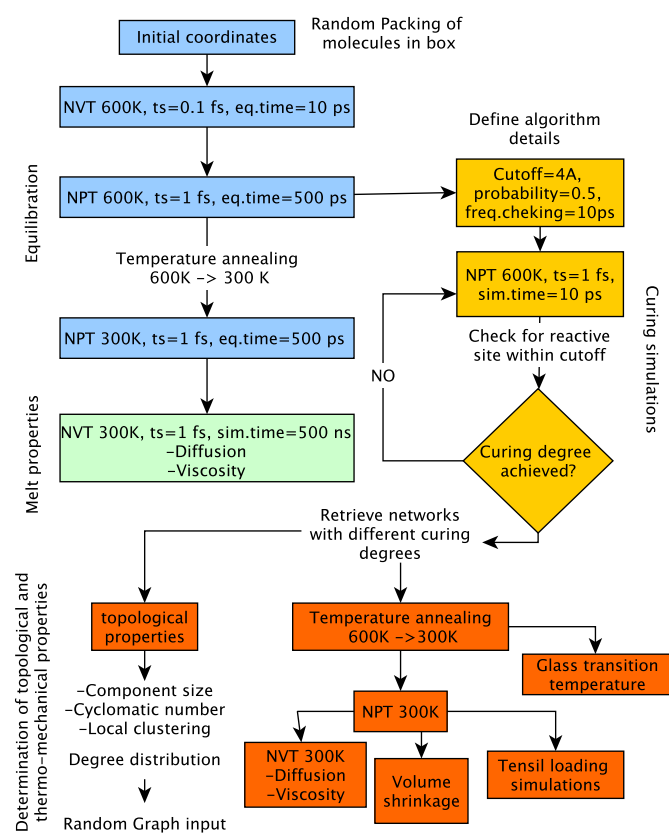 Initial coordinates
Random Packing of
molecules in box
NVT 600K, ts=0.1 fs, eq.time=10 ps
Equilibration
NPT 600K, ts=1 fs, eq.time=500 ps
Temperature annealing
600K -> 300 K
NPT 300K, ts=1 fs, eq.time=500 ps
Melt properties
NVT 300K, ts=1 fs, sim.time=500 ns
-Diffusion
-Viscosity
Define algorithm
details
Cutoff=4A,
probability=0.5,
freq.cheking=10ps
NPT 600K, ts=1 fs,
sim.time=10 ps
Curing simulations
Check for reactive
site within cutoff
NO
Curing degree
achieved?
Retrieve networks
with different curing
degrees
Determination of topological and
thermo-mechanical properties
topological
properties
-Component size
-Cyclomatic number
-Local clustering
Degree distribution
Random Graph input
Temperature annealing
600K ->300K
Glass transition
temperature
NPT 300K
NVT 300K
-Diffusion
-Viscosity
Volume
shrinkage
Tensil loading
simulations